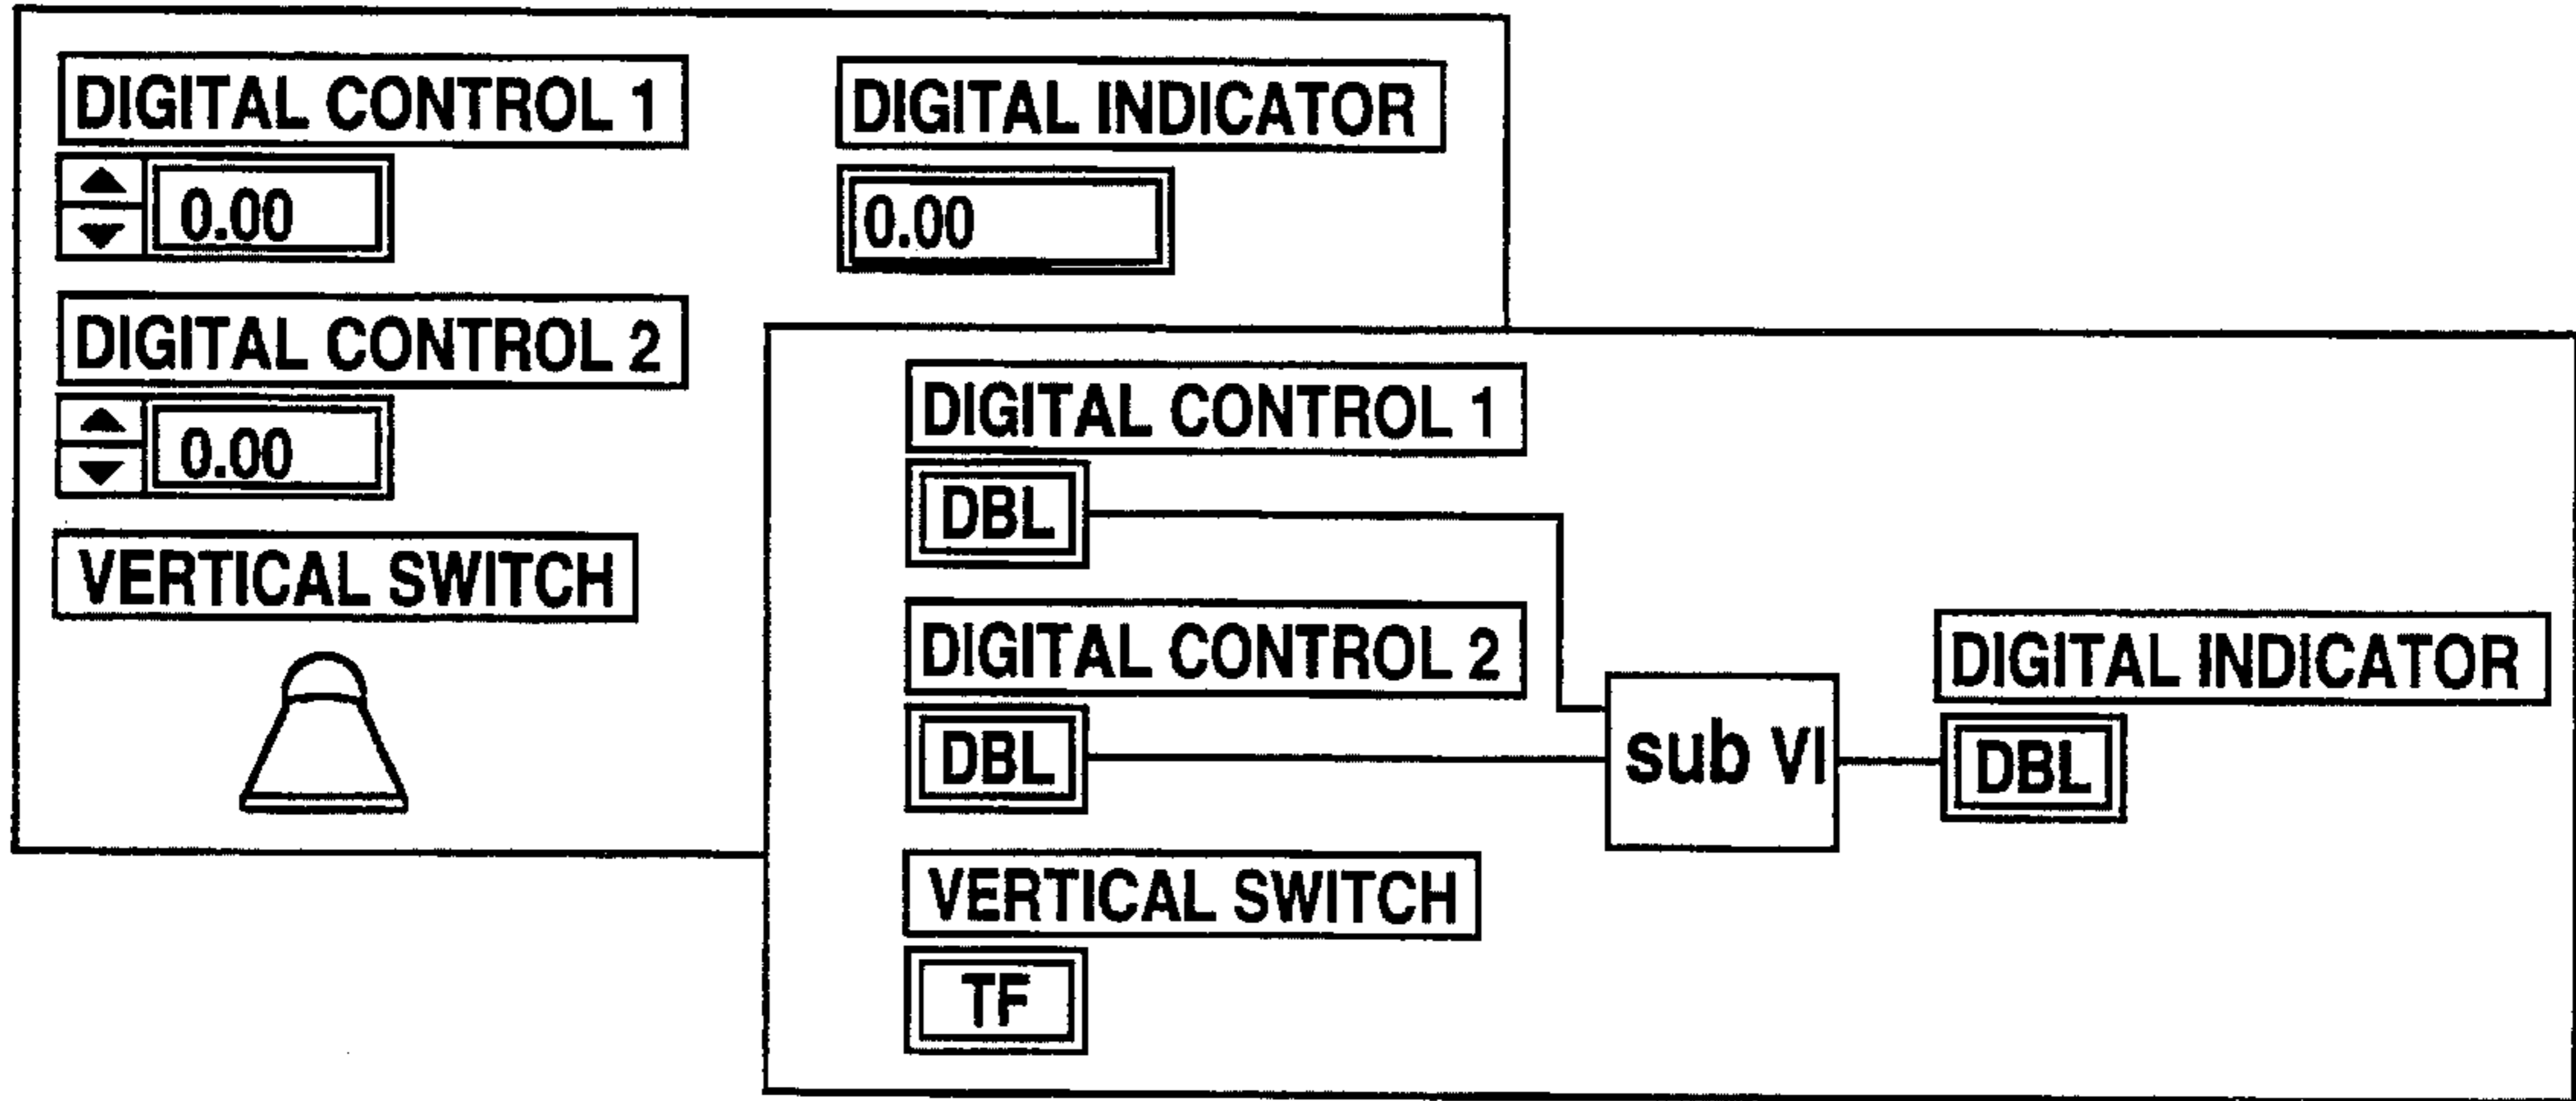 DIGITAL CONTROL 1
0.00
DIGITAL CONTROL 2
0.00
VERTICAL SWITCH
DIGITAL INDICATOR
0.00
DIGITAL CONTROL 1
DBL
DIGITAL CONTROL 2
DBL
VERTICAL SWITCH
TF
sub VI
DIGITAL INDICATOR
DBL